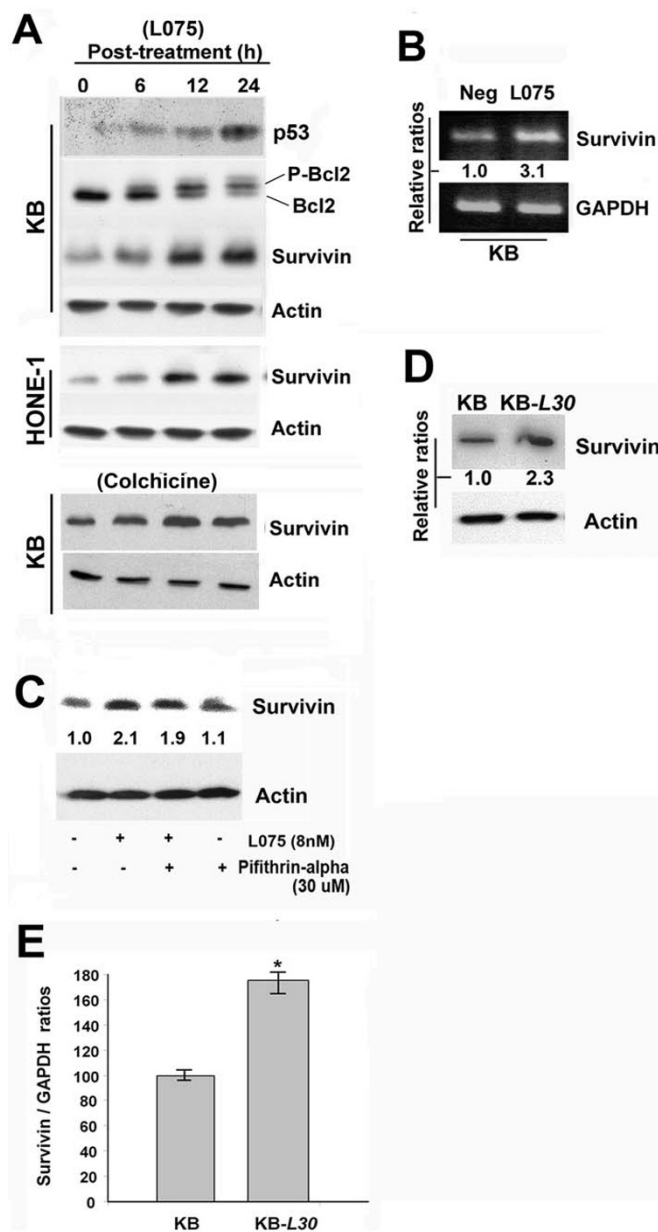 A
(L075)
Post-treatment (h)
0 6 12 24
KB
p53
P-Bcl2
Bcl2
Survivin
Actin
HONE-1
Survivin
Actin
(Colchicine)
KB
Survivin
Actin
B
Neg L075
Relative ratios
Survivin
1.0 3.1
GAPDH
KB
D
KB KB-L30
Relative ratios
Survivin
1.0 2.3
Actin
C
Survivin
1.0 2.1 1.9 1.1
Actin
- + + - L075 (8nM)
- - + + Pifithrin-alpha
(30 uM)
E
Survivin / GAPDH ratios
180
160
140
120
100
80
60
40
20
0
*
KB KB-L30